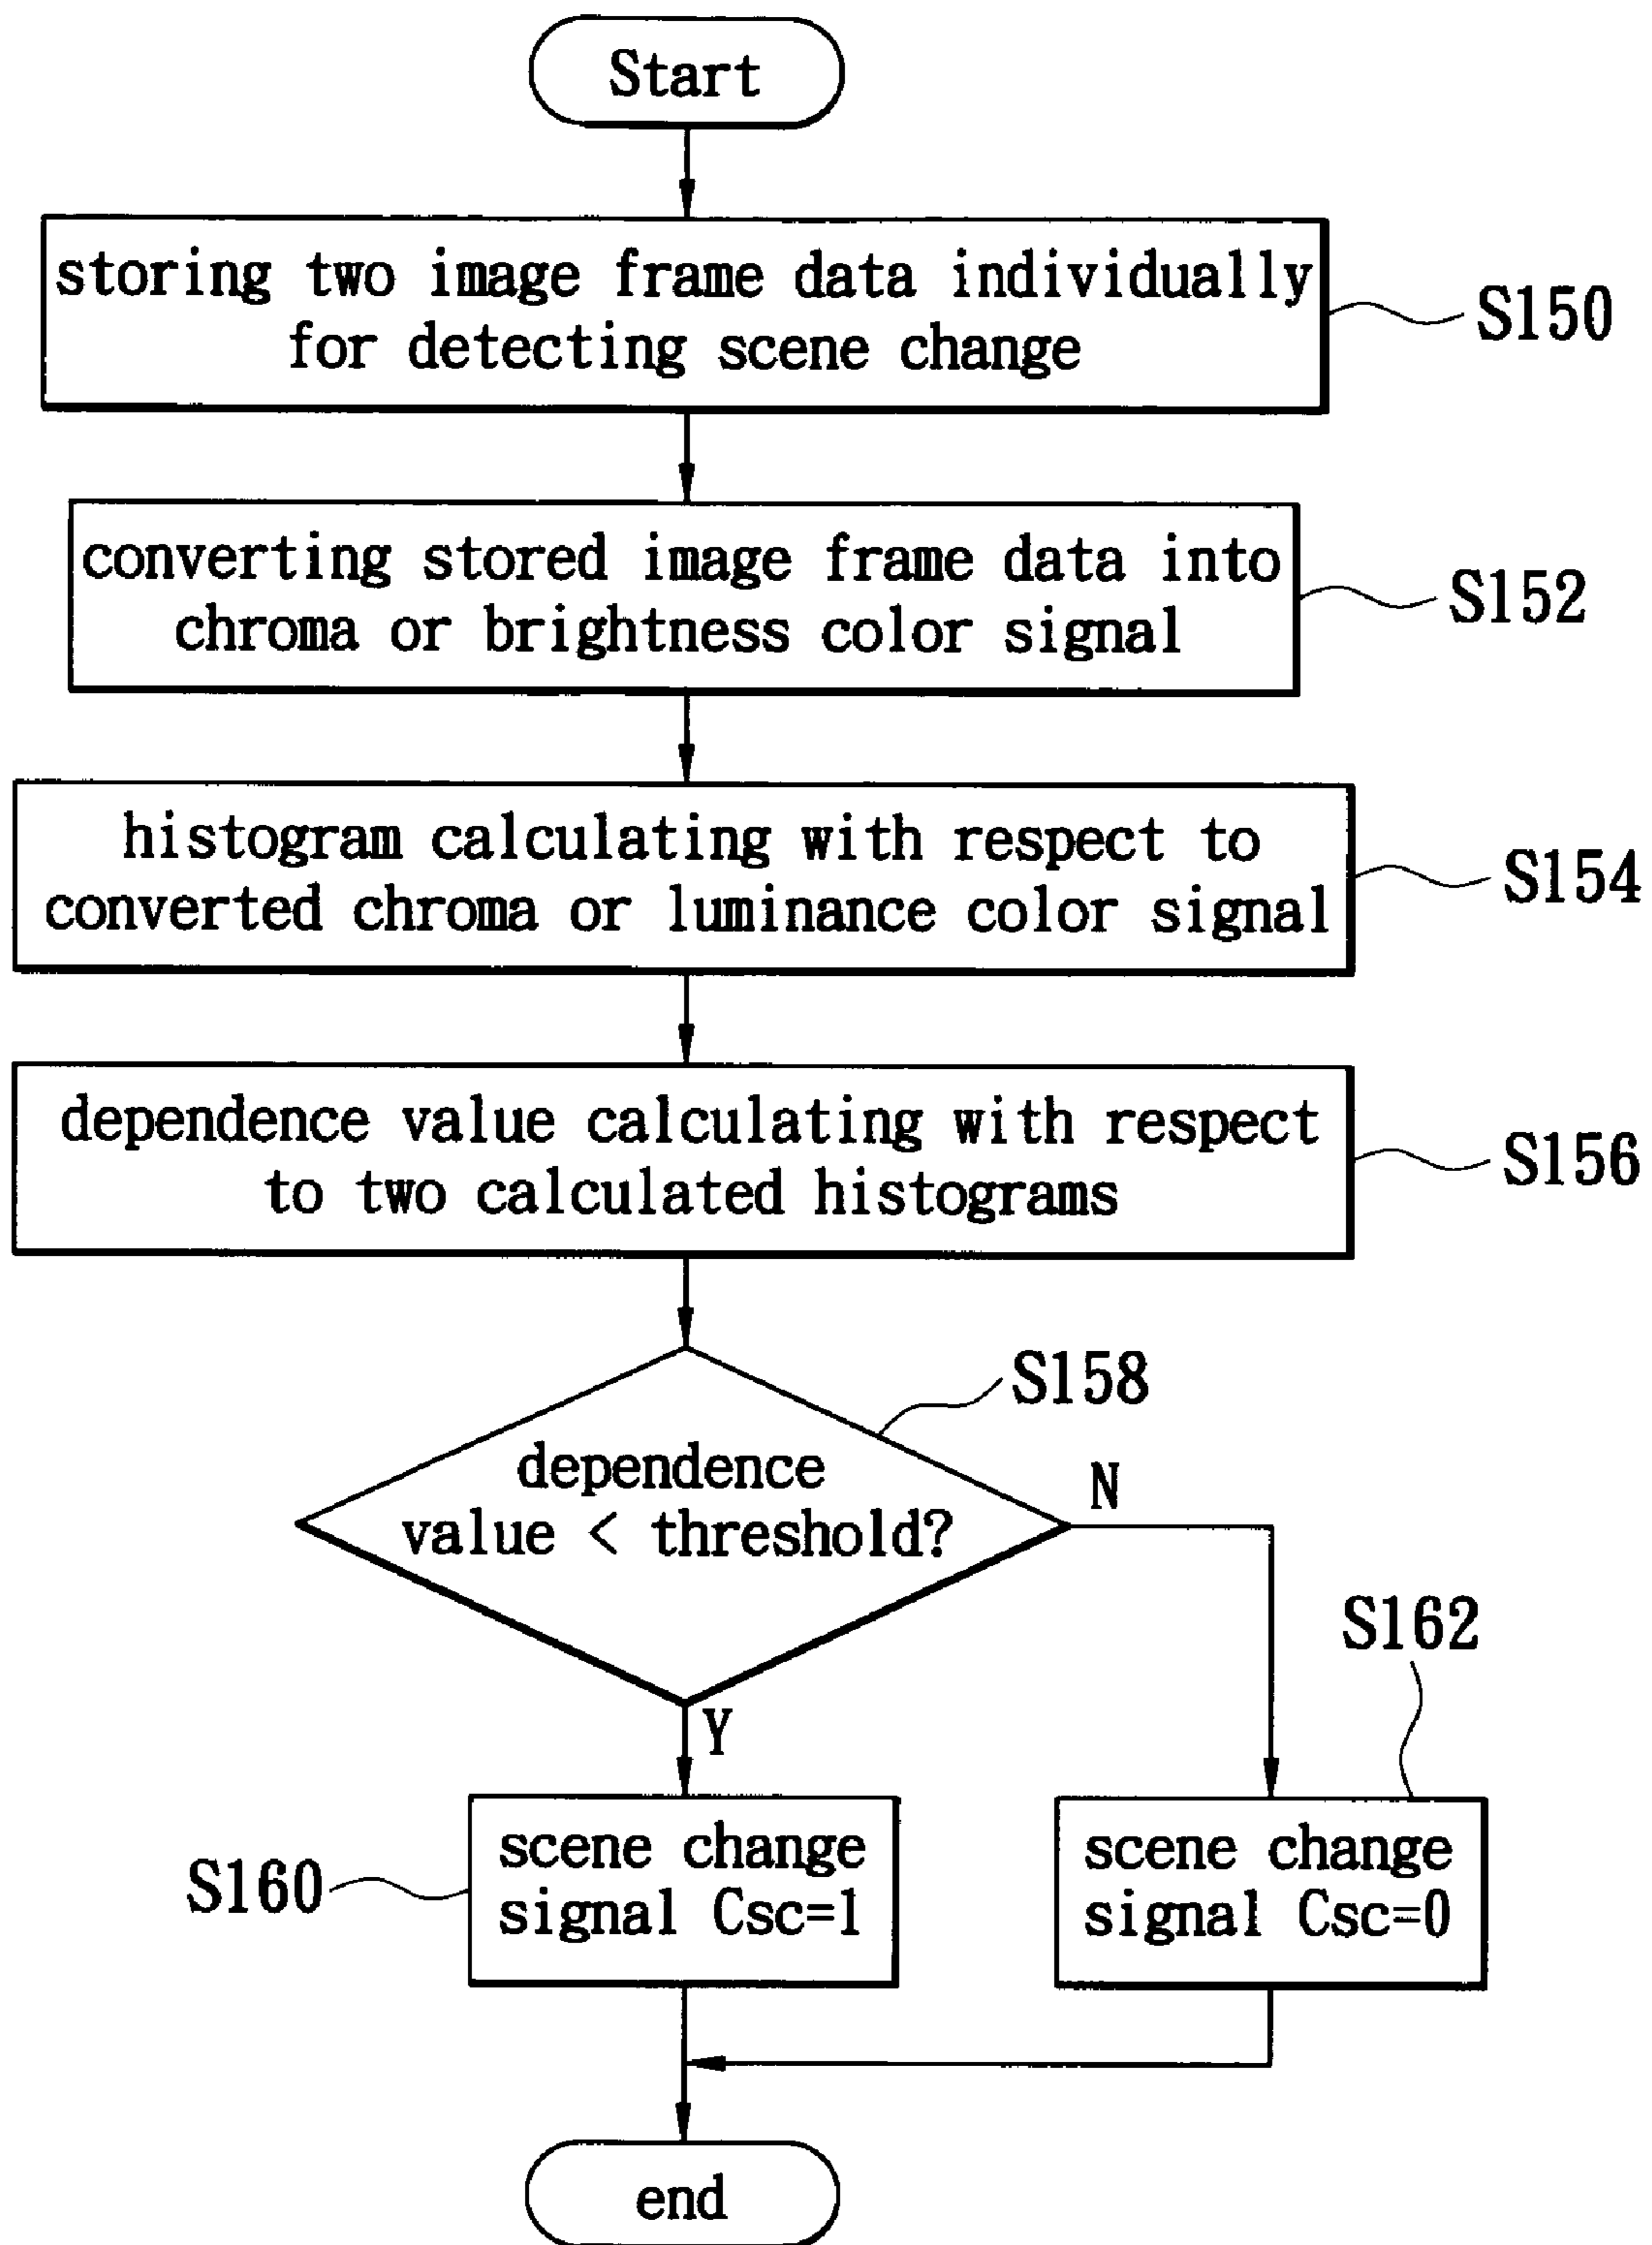 Start
storing two image frame data individually
for detecting scene change
S150
converting stored image frame data into
chroma or brightness color signal
S152
histogram calculating with respect to
converted chroma or luminance color signal
S154
dependence value calculating with respect
to two calculated histograms
S156
S158
dependence
value < threshold?
N
Y
S162
S160
scene change
signal Csc=1
scene change
signal Csc=0
end